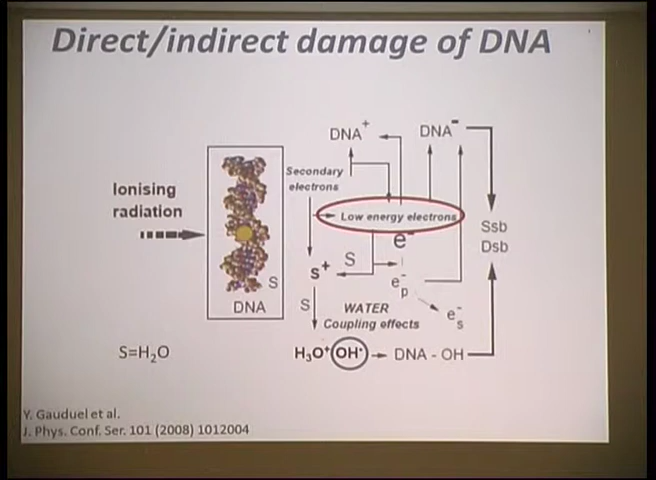 Direct/indirect damage of DNA
DNA+
DNA-
Secondary
electrons
Ionising
radiation
Low energy electrons
Ssb
Dsb
e-
S
S+
S
e-p
DNA
S
WATER
Coupling effects
e-s
S=H2O
H3O+ OH· → DNA - OH
Y. Gauduel et al.
J. Phys. Conf. Ser. 101 (2008) 1012004